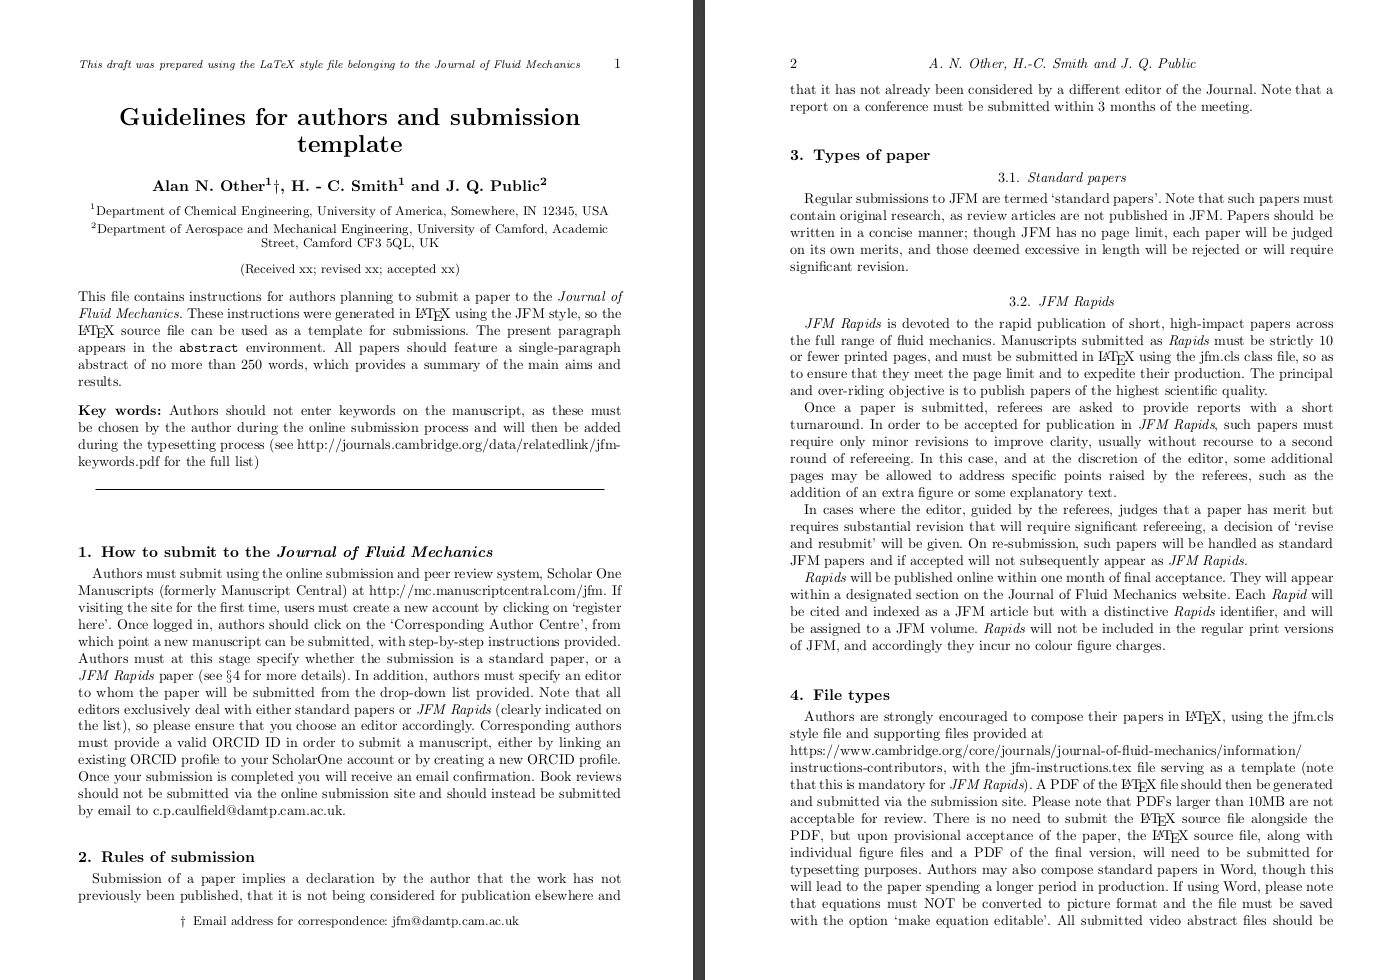 This draft was prepared using the LaTeX style file belonging to the Journal of Fluid Mechanics 1
Guidelines for authors and submission
template
Alan N. Other1†, H. - C. Smith1 and J. Q. Public2
1Department of Chemical Engineering, University of America, Somewhere, IN 12345, USA
2Department of Aerospace and Mechanical Engineering, University of Camford, Academic
Street, Camford CF3 5QL, UK
(Received xx; revised xx; accepted xx)
This file contains instructions for authors planning to submit a paper to the Journal of
Fluid Mechanics. These instructions were generated in LATEX using the JFM style, so the
LATEX source file can be used as a template for submissions. The present paragraph
appears in the abstract environment. All papers should feature a single-paragraph
abstract of no more than 250 words, which provides a summary of the main aims and
results.
Key words: Authors should not enter keywords on the manuscript, as these must
be chosen by the author during the online submission process and will then be added
during the typesetting process (see http://journals.cambridge.org/data/relatedlink/jfm-
keywords.pdf for the full list)
1. How to submit to the Journal of Fluid Mechanics
Authors must submit using the online submission and peer review system, Scholar One
Manuscripts (formerly Manuscript Central) at http://mc.manuscriptcentral.com/jfm. If
visiting the site for the first time, users must create a new account by clicking on ‘register
here’. Once logged in, authors should click on the ‘Corresponding Author Centre’, from
which point a new manuscript can be submitted, with step-by-step instructions provided.
Authors must at this stage specify whether the submission is a standard paper, or a
JFM Rapids paper (see §4 for more details). In addition, authors must specify an editor
to whom the paper will be submitted from the drop-down list provided. Note that all
editors exclusively deal with either standard papers or JFM Rapids (clearly indicated on
the list), so please ensure that you choose an editor accordingly. Corresponding authors
must provide a valid ORCID ID in order to submit a manuscript, either by linking an
existing ORCID profile to your ScholarOne account or by creating a new ORCID profile.
Once your submission is completed you will receive an email confirmation. Book reviews
should not be submitted via the online submission site and should instead be submitted
by email to c.p.caulfield@damtp.cam.ac.uk.
2. Rules of submission
Submission of a paper implies a declaration by the author that the work has not
previously been published, that it is not being considered for publication elsewhere and
† Email address for correspondence: jfm@damtp.cam.ac.uk
2 A. N. Other, H.-C. Smith and J. Q. Public
that it has not already been considered by a different editor of the Journal. Note that a
report on a conference must be submitted within 3 months of the meeting.
3. Types of paper
3.1. Standard papers
Regular submissions to JFM are termed ‘standard papers’. Note that such papers must
contain original research, as review articles are not published in JFM. Papers should be
written in a concise manner; though JFM has no page limit, each paper will be judged
on its own merits, and those deemed excessive in length will be rejected or will require
significant revision.
3.2. JFM Rapids
JFM Rapids is devoted to the rapid publication of short, high-impact papers across
the full range of fluid mechanics. Manuscripts submitted as Rapids must be strictly 10
or fewer printed pages, and must be submitted in LATEX using the jfm.cls class file, so as
to ensure that they meet the page limit and to expedite their production. The principal
and over-riding objective is to publish papers of the highest scientific quality.
Once a paper is submitted, referees are asked to provide reports with a short
turnaround. In order to be accepted for publication in JFM Rapids, such papers must
require only minor revisions to improve clarity, usually without recourse to a second
round of refereeing. In this case, and at the discretion of the editor, some additional
pages may be allowed to address specific points raised by the referees, such as the
addition of an extra figure or some explanatory text.
In cases where the editor, guided by the referees, judges that a paper has merit but
requires substantial revision that will require significant refereeing, a decision of ‘revise
and resubmit’ will be given. On re-submission, such papers will be handled as standard
JFM papers and if accepted will not subsequently appear as JFM Rapids.
Rapids will be published online within one month of final acceptance. They will appear
within a designated section on the Journal of Fluid Mechanics website. Each Rapid will
be cited and indexed as a JFM article but with a distinctive Rapids identifier, and will
be assigned to a JFM volume. Rapids will not be included in the regular print versions
of JFM, and accordingly they incur no colour figure charges.
4. File types
Authors are strongly encouraged to compose their papers in LATEX, using the jfm.cls
style file and supporting files provided at
https://www.cambridge.org/core/journals/journal-of-fluid-mechanics/information/
instructions-contributors, with the jfm-instructions.tex file serving as a template (note
that this is mandatory for JFM Rapids). A PDF of the LATEX file should then be generated
and submitted via the submission site. Please note that PDFs larger than 10MB are not
acceptable for review. There is no need to submit the LATEX source file alongside the
PDF, but upon provisional acceptance of the paper, the LATEX source file, along with
individual figure files and a PDF of the final version, will need to be submitted for
typesetting purposes. Authors may also compose standard papers in Word, though this
will lead to the paper spending a longer period in production. If using Word, please note
that equations must NOT be converted to picture format and the file must be saved
with the option ‘make equation editable’. All submitted video abstract files should be